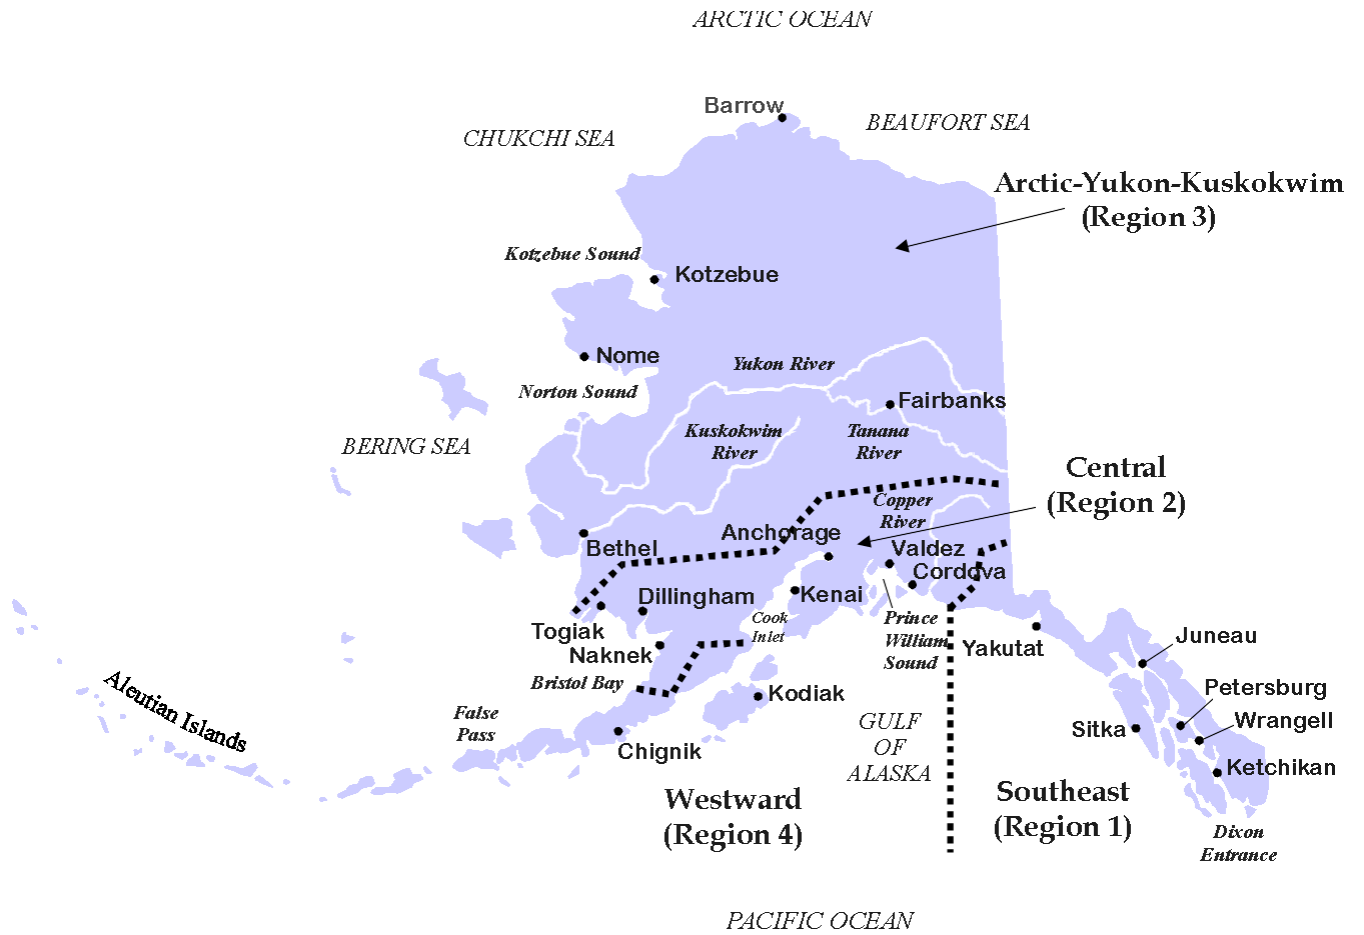 ARCTIC OCEAN
Barrow
BEAUFORT SEA
CHUKCHI SEA
Arctic-Yukon-Kuskokwim
(Region 3)
Kotzebue Sound
Kotzebue
Nome
Yukon River
Norton Sound
Fairbanks
Kuskokwim
River
Tanana
River
BERING SEA
Central
(Region 2)
Copper
River
Anchorage
Bethel
Valdez
Cordova
Dillingham
Kenai
Togiak
Naknek
Cook
Inlet
Prince
William
Sound
Yakutat
Juneau
Bristol Bay
Kodiak
Petersburg
Aleutian Islands
False
Pass
GULF
OF
ALASKA
Sitka
Wrangell
Chignik
Ketchikan
Westward
(Region 4)
Southeast
(Region 1)
Dixon
Entrance
PACIFIC OCEAN